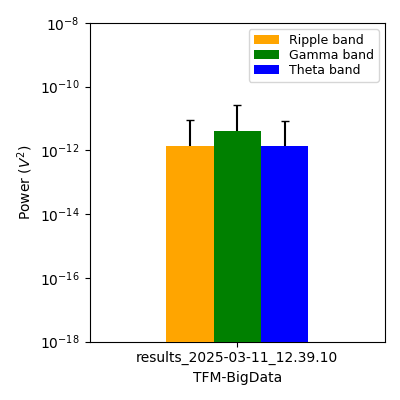 10⁻⁸
10⁻¹⁰
10⁻¹²
10⁻¹⁴
10⁻¹⁶
10⁻¹⁸
Power (V²)
Ripple band
Gamma band
Theta band
results_2025-03-11_12.39.10
TFM-BigData